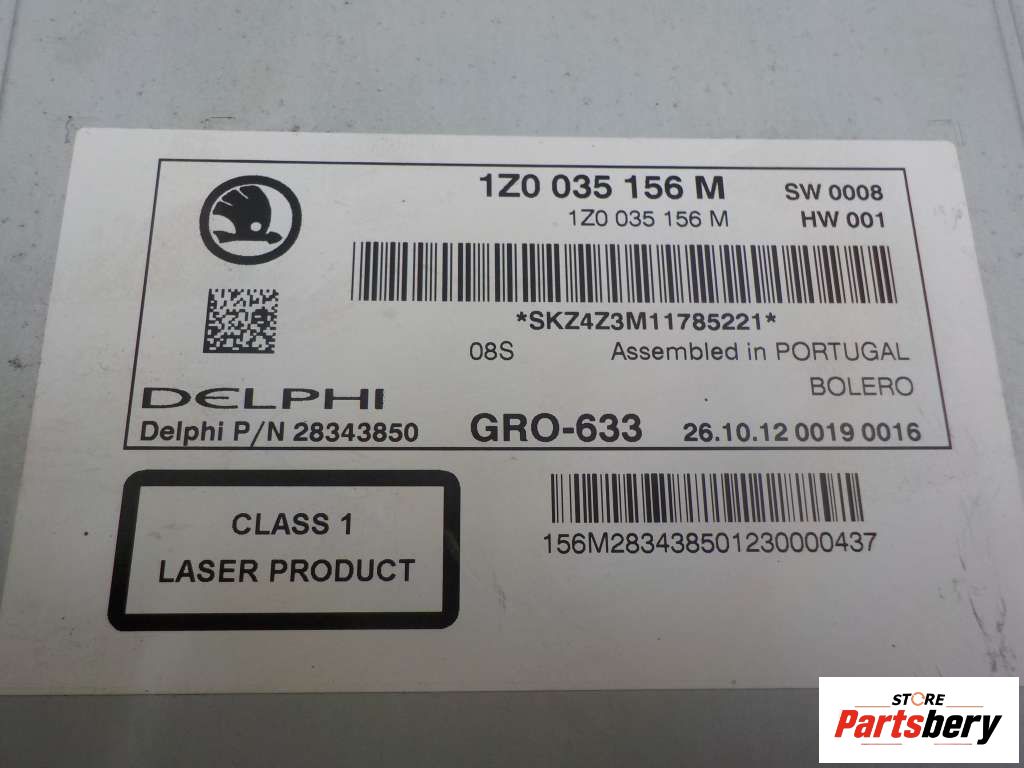 1Z0 035 156 M SW 0008
1Z0 035 156 M HW 001
*SKZ4Z3M11785221*
08S Assembled in PORTUGAL
BOLERO
DELPHI
Delphi P/N 28343850 GRO-633 26.10.12 0019 0016
CLASS 1
LASER PRODUCT
156M283438501230000437
STORE
Partsbery